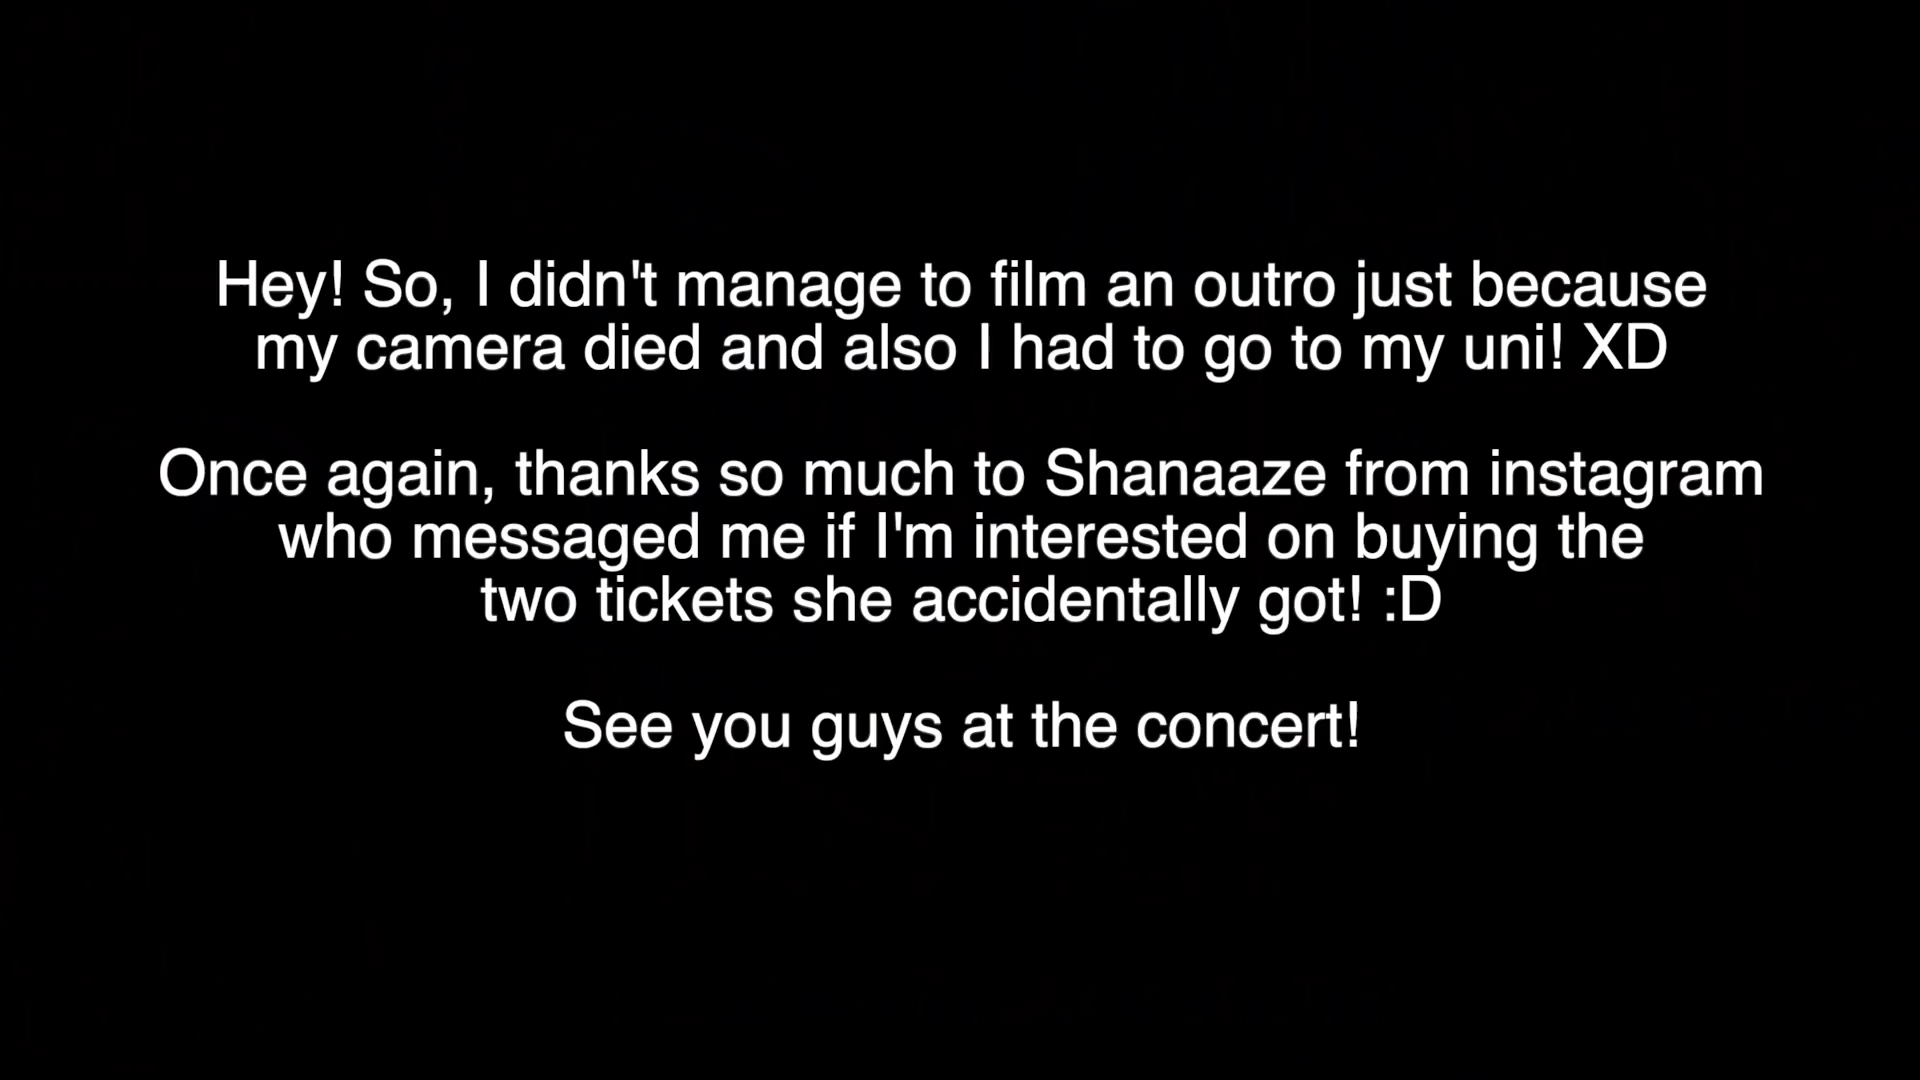 Hey! So, I didn't manage to film an outro just because
my camera died and also I had to go to my uni! XD
Once again, thanks so much to Shanaaze from instagram
who messaged me if I'm interested on buying the
two tickets she accidentally got! :D
See you guys at the concert!